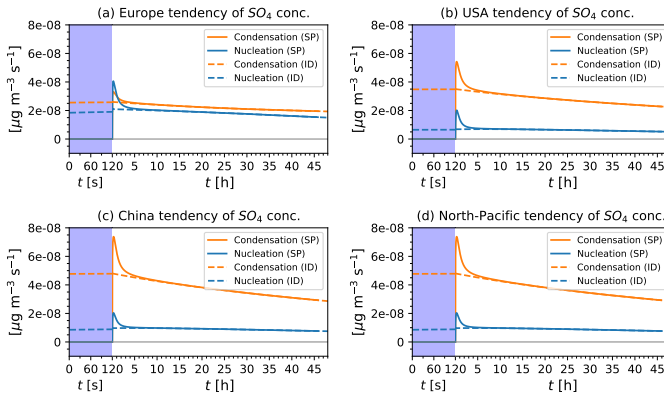 (a) Europe tendency of SO4 conc.
(b) USA tendency of SO4 conc.
[μg m−3 s−1]
8e-08
6e-08
4e-08
2e-08
0
Condensation (SP)
Nucleation (SP)
Condensation (ID)
Nucleation (ID)
0 60 120 5 10 15 20 25 30 35 40 45
t [s]
t [h]
[μg m−3 s−1]
8e-08
6e-08
4e-08
2e-08
0
Condensation (SP)
Nucleation (SP)
Condensation (ID)
Nucleation (ID)
0 60 120 5 10 15 20 25 30 35 40 45
t [s]
t [h]
(c) China tendency of SO4 conc.
(d) North-Pacific tendency of SO4 conc.
[μg m−3 s−1]
8e-08
6e-08
4e-08
2e-08
0
Condensation (SP)
Nucleation (SP)
Condensation (ID)
Nucleation (ID)
0 60 120 5 10 15 20 25 30 35 40 45
t [s]
t [h]
[μg m−3 s−1]
8e-08
6e-08
4e-08
2e-08
0
Condensation (SP)
Nucleation (SP)
Condensation (ID)
Nucleation (ID)
0 60 120 5 10 15 20 25 30 35 40 45
t [s]
t [h]